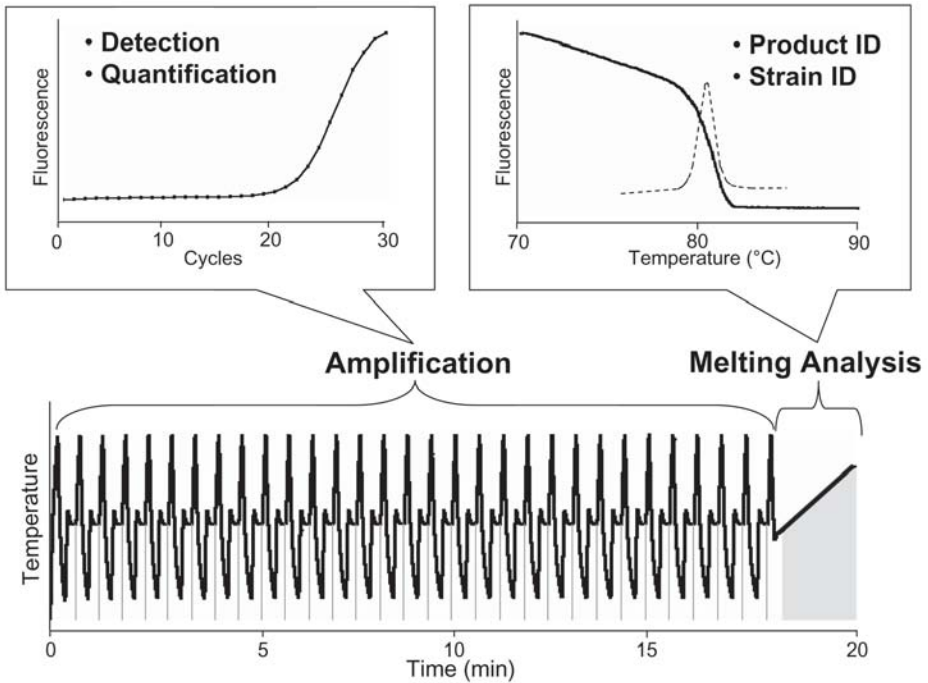 • Detection
• Quantification
Fluorescence
0 10 20 30
Cycles
• Product ID
• Strain ID
Fluorescence
70 80 90
Temperature (°C)
Amplification
Melting Analysis
Temperature
0 5 10 15 20
Time (min)